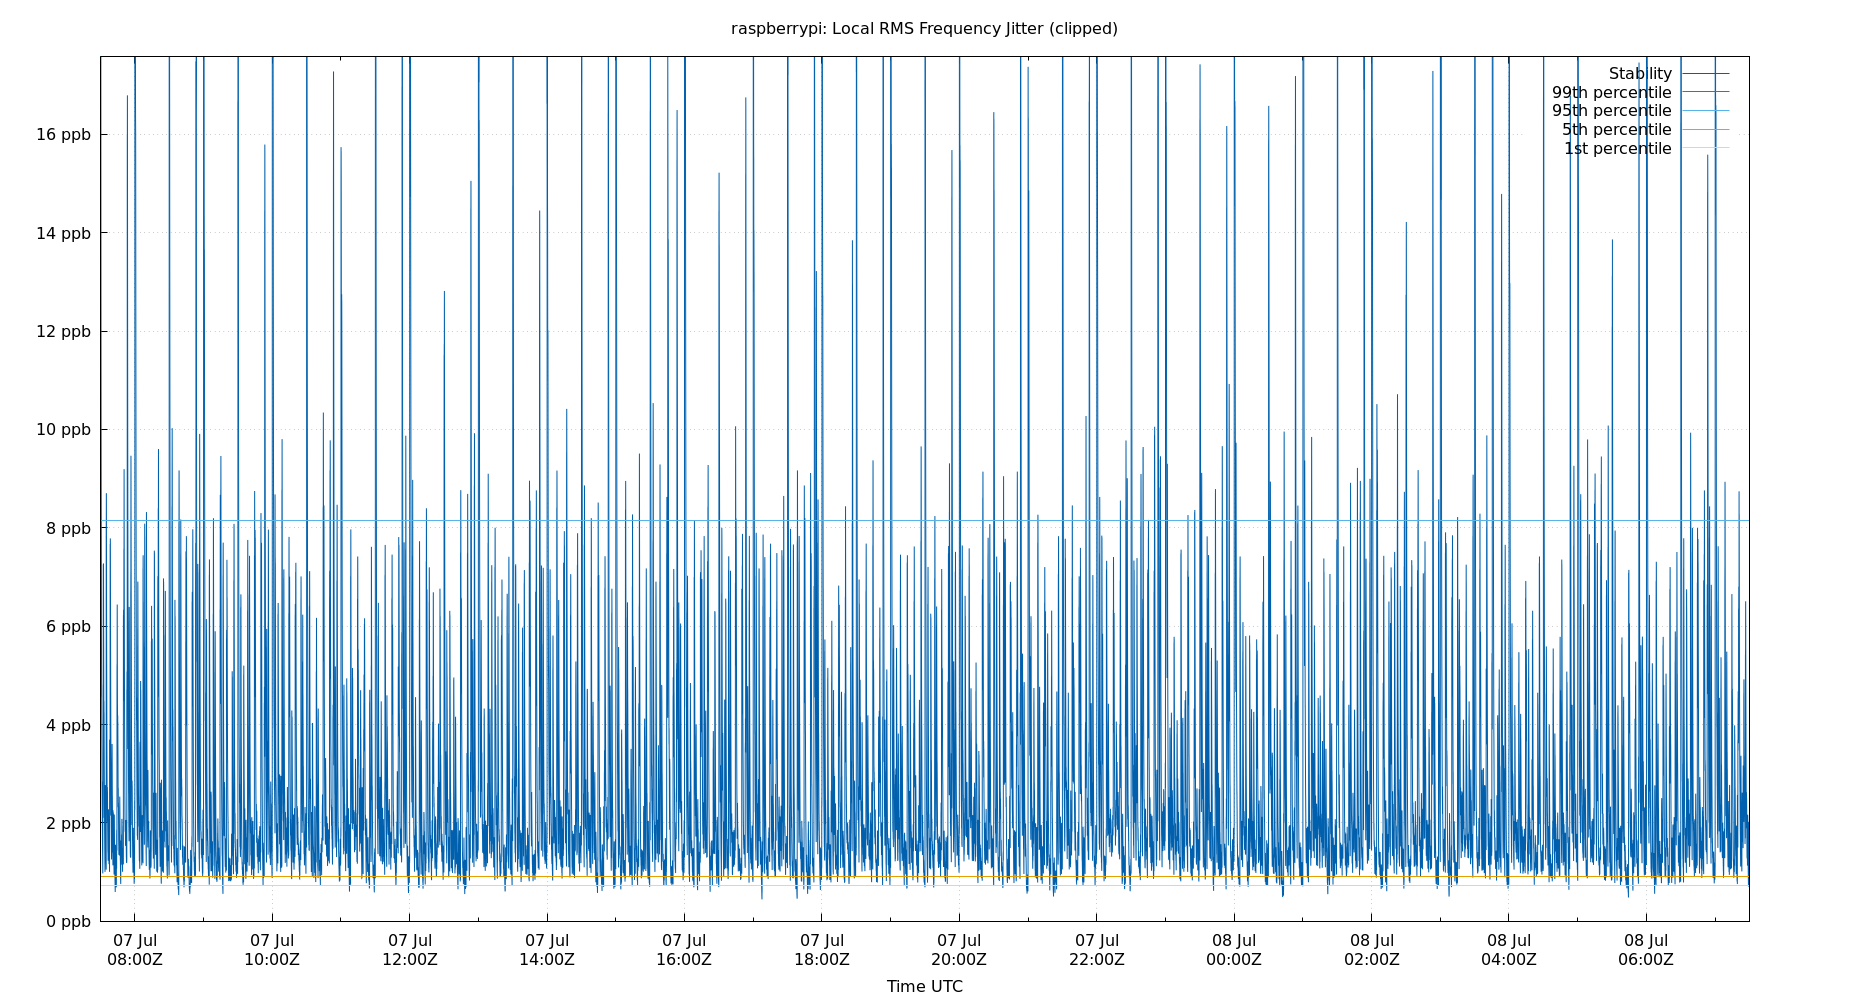 raspberrypi: Local RMS Frequency Jitter (clipped)
Stability
99th percentile
95th percentile
5th percentile
1st percentile
16 ppb
14 ppb
12 ppb
10 ppb
8 ppb
6 ppb
4 ppb
2 ppb
0 ppb
07 Jul 07 Jul 07 Jul 07 Jul 07 Jul 07 Jul 07 Jul 07 Jul 08 Jul 08 Jul 08 Jul 08 Jul
08:00Z 10:00Z 12:00Z 14:00Z 16:00Z 18:00Z 20:00Z 22:00Z 00:00Z 02:00Z 04:00Z 06:00Z
Time UTC